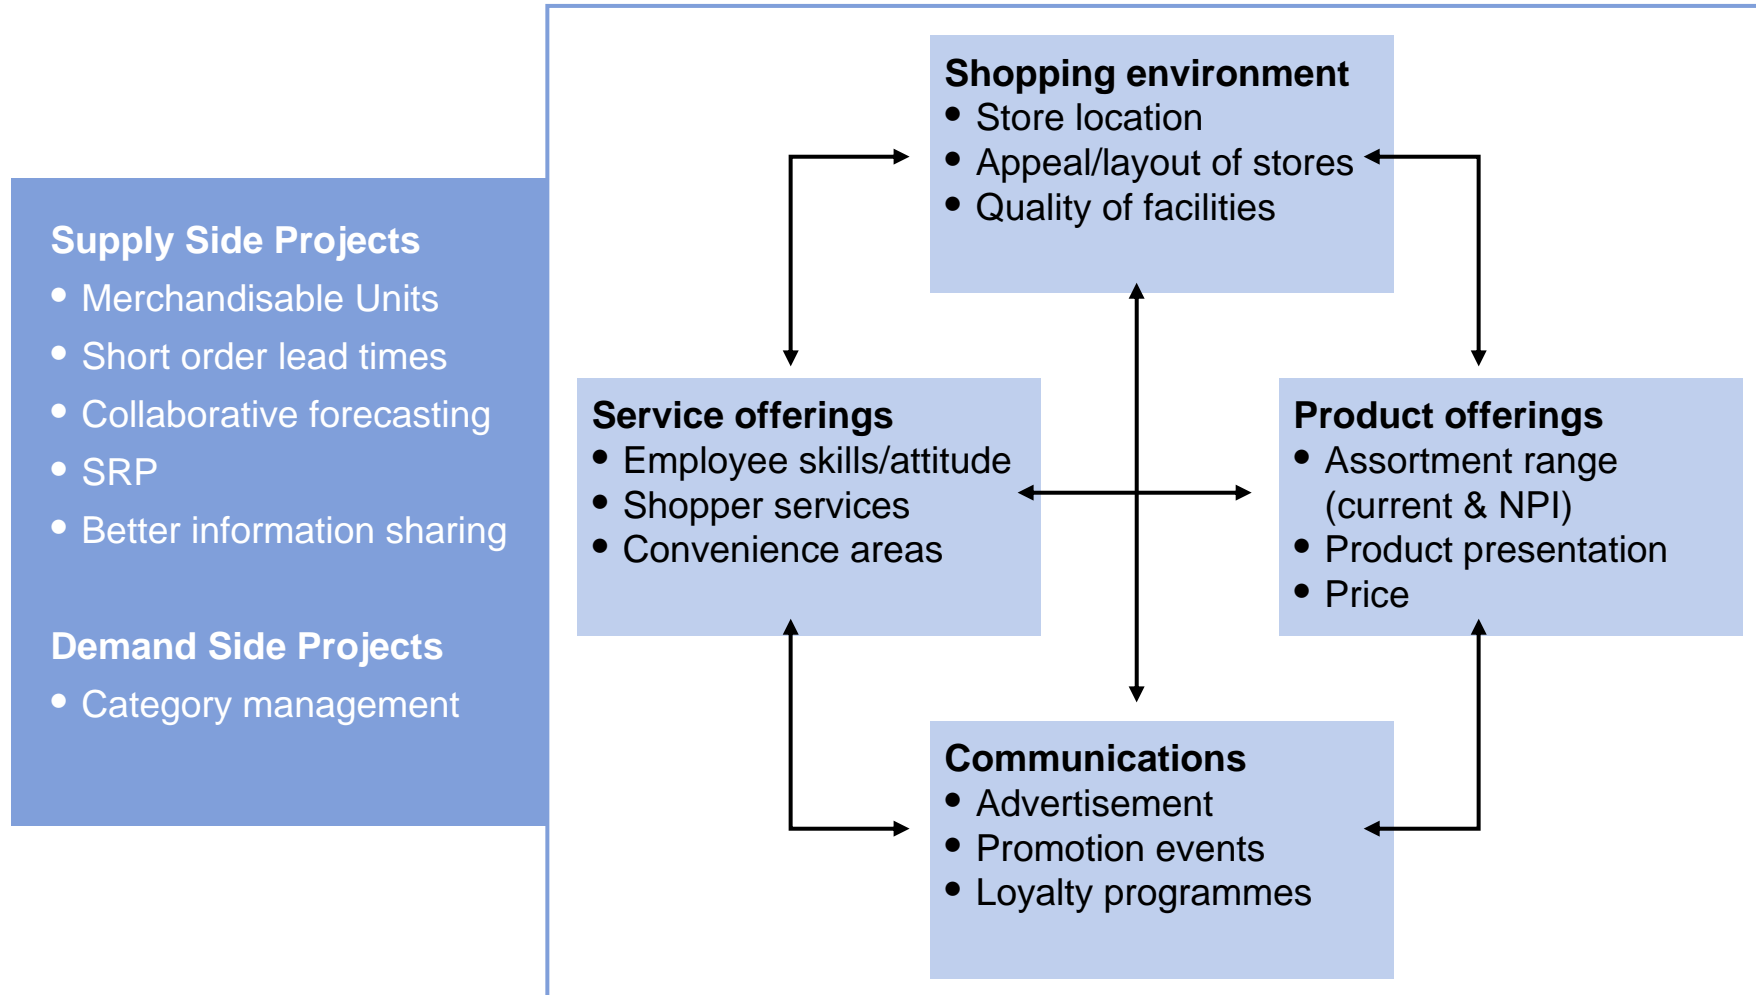 Supply Side Projects
• Merchandisable Units
• Short order lead times
• Collaborative forecasting
• SRP
• Better information sharing
Demand Side Projects
• Category management
Shopping environment
• Store location
• Appeal/layout of stores
• Quality of facilities
Service offerings
• Employee skills/attitude
• Shopper services
• Convenience areas
Product offerings
• Assortment range
(current & NPI)
• Product presentation
• Price
Communications
• Advertisement
• Promotion events
• Loyalty programmes